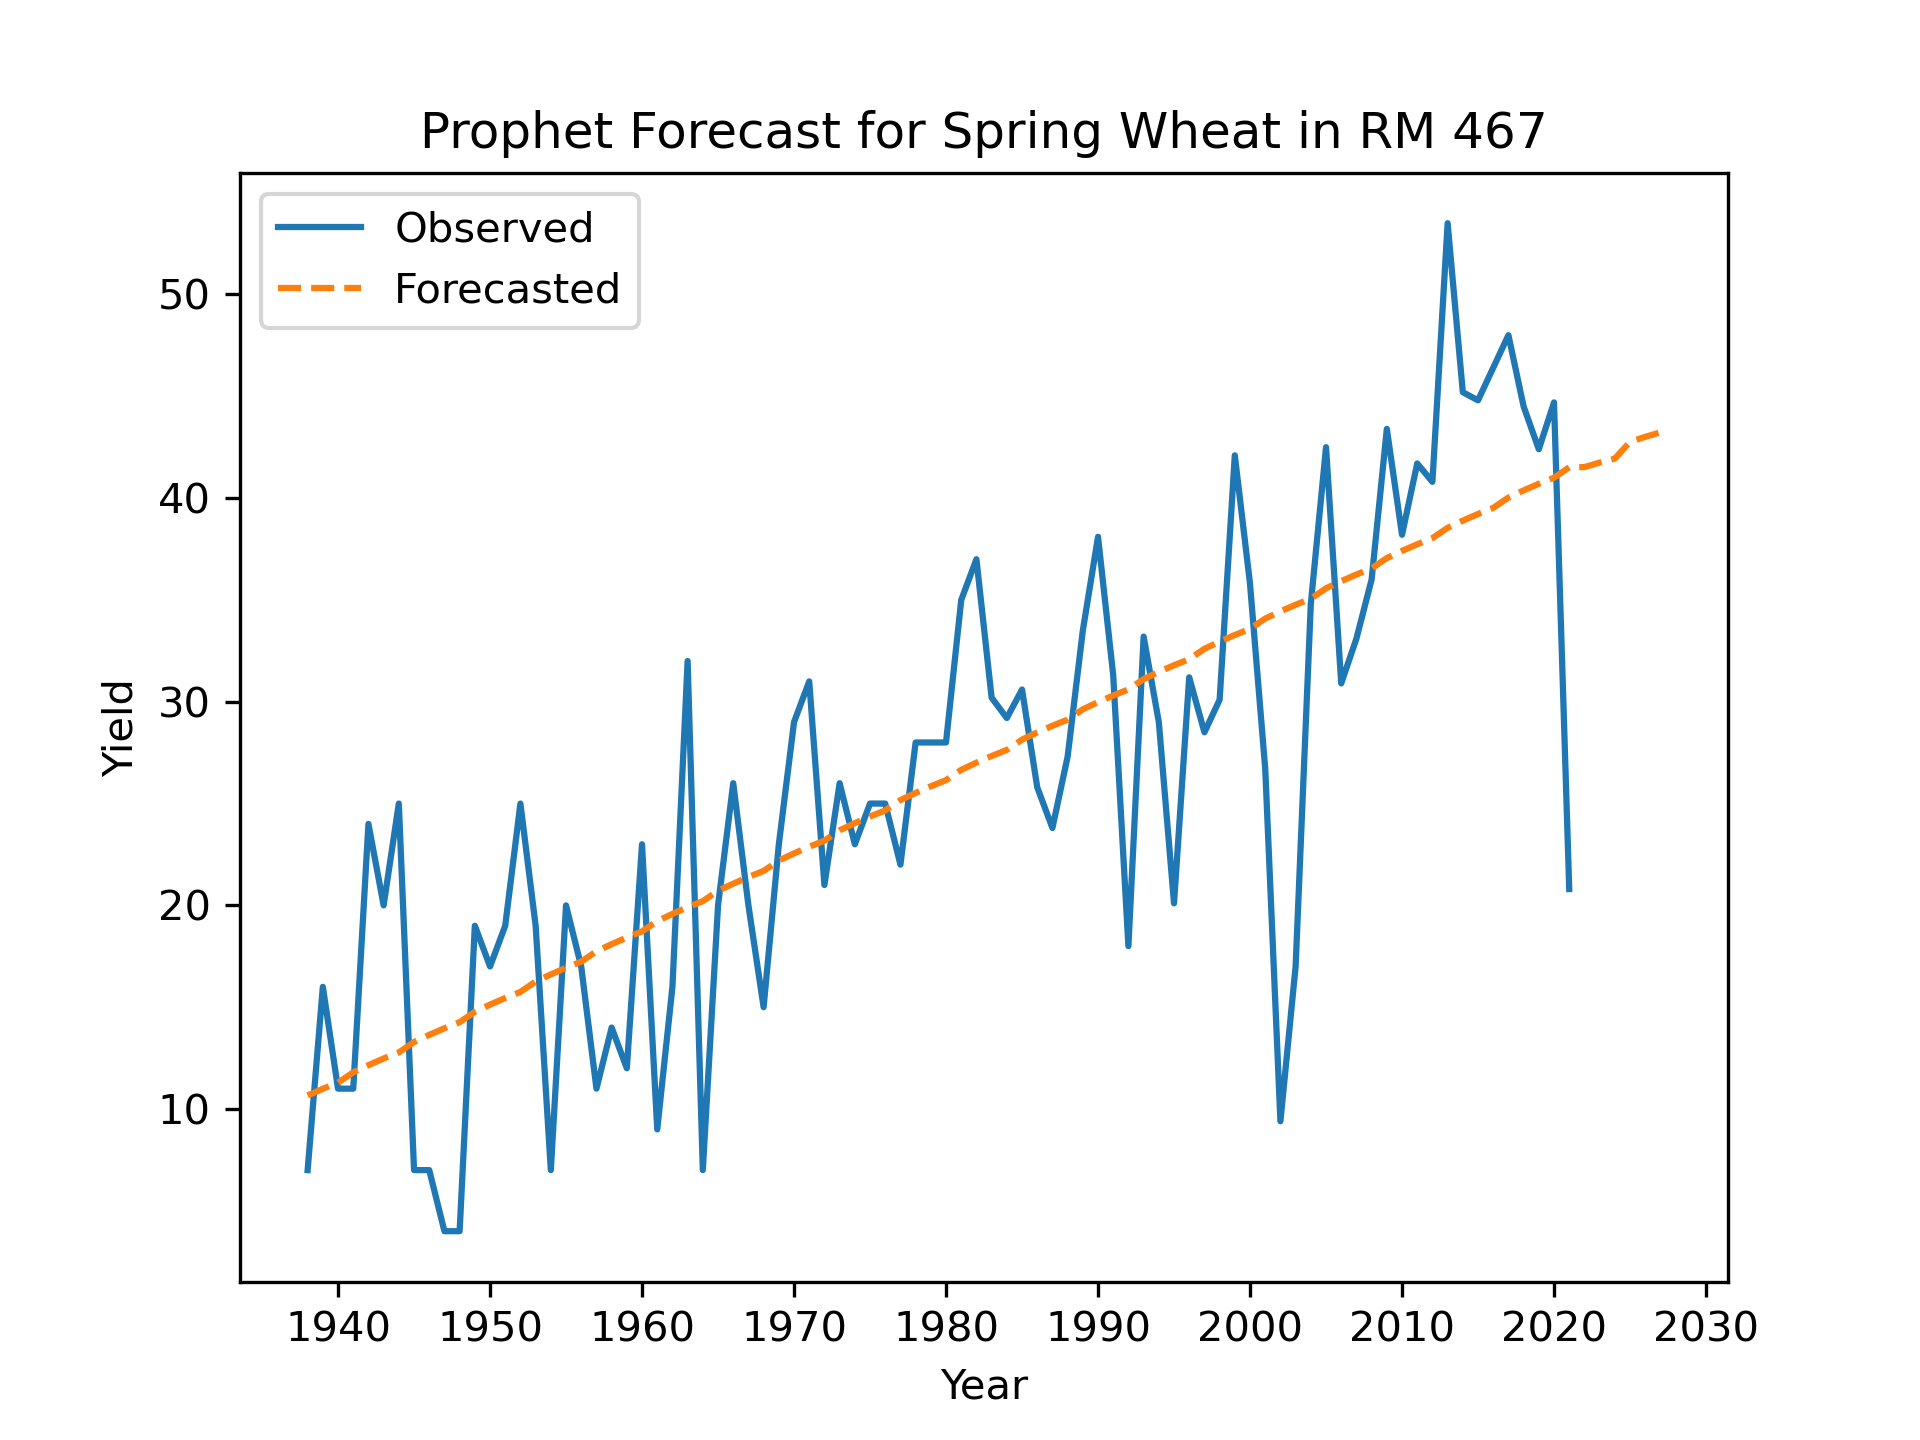 Prophet Forecast for Spring Wheat in RM 467
Observed
Forecasted
50
40
30
20
10
Yield
1940 1950 1960 1970 1980 1990 2000 2010 2020 2030
Year